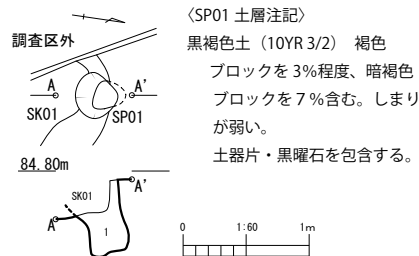 〈SP01 土層注記〉
黒褐色土（10YR 3/2） 褐色
ブロックを 3%程度、暗褐色
ブロックを 7 %含む。しまり
が弱い。
土器片・黒曜石を包含する。
調査区外
A A'
SK01 SP01
84.80m
A'
SK01
A
1
0 1:60 1m